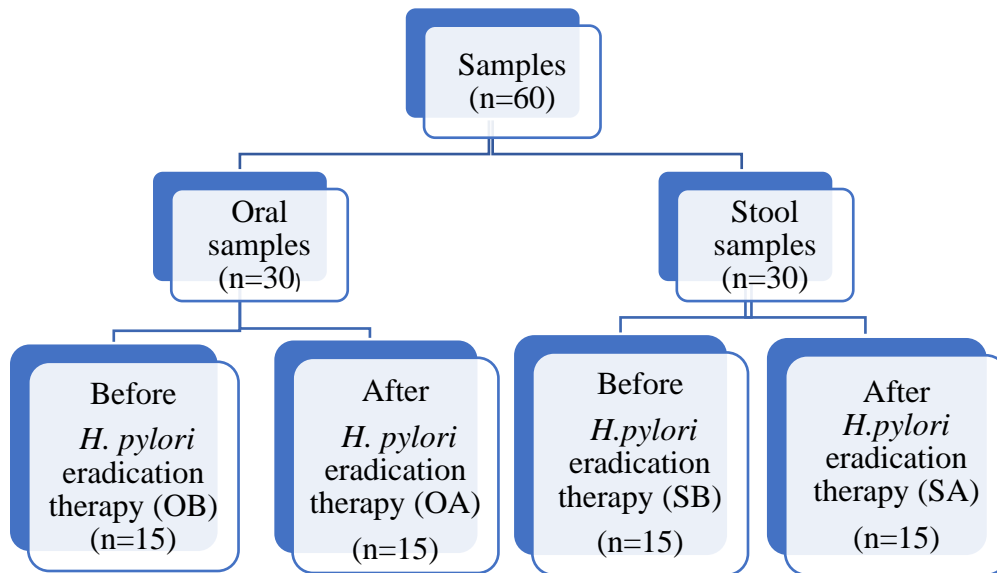 Samples
(n=60)
Oral
samples
(n=30)
Stool
samples
(n=30)
Before
H. pylori
eradication
therapy (OB)
(n=15)
After
H. pylori
eradication
therapy (OA)
(n=15)
Before
H.pylori
eradication
therapy (SB)
(n=15)
After
H.pylori
eradication
therapy (SA)
(n=15)